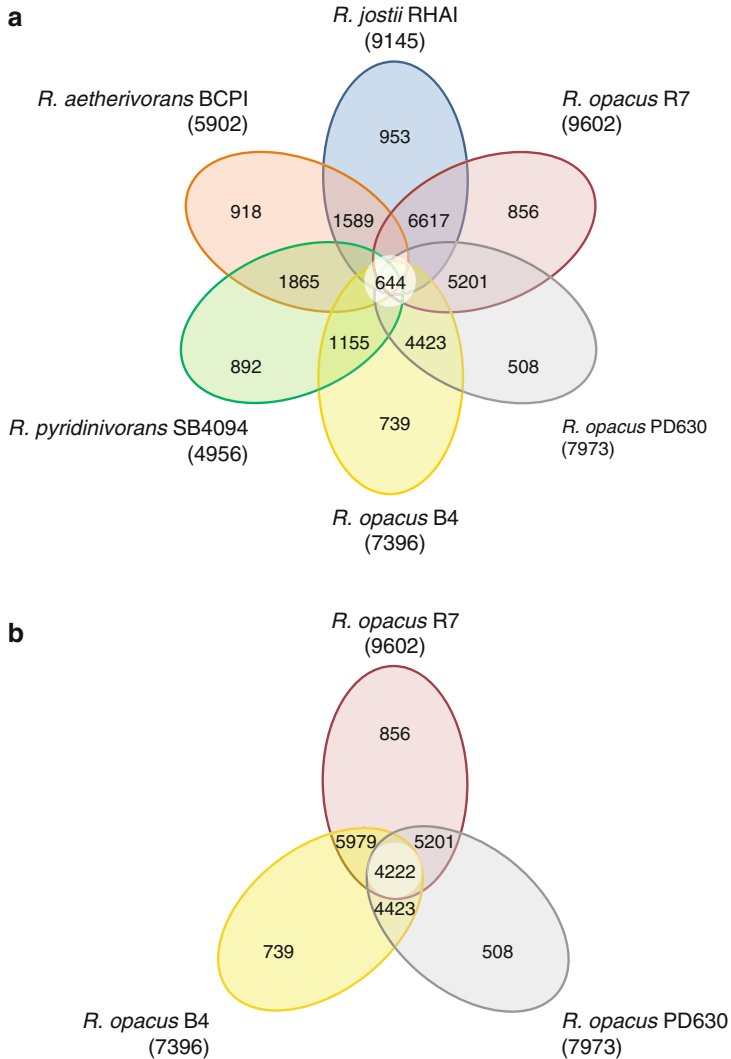 a
R. jostii RHAI
(9145)
R. aetherivorans BCPI
(5902)
R. opacus R7
(9602)
953
918
1589
6617
856
1865
644
5201
892
1155
4423
508
739
R. pyridinivorans SB4094
(4956)
R. opacus PD630
(7973)
R. opacus B4
(7396)
b
R. opacus R7
(9602)
856
5979
5201
4222
4423
739
508
R. opacus B4
(7396)
R. opacus PD630
(7973)